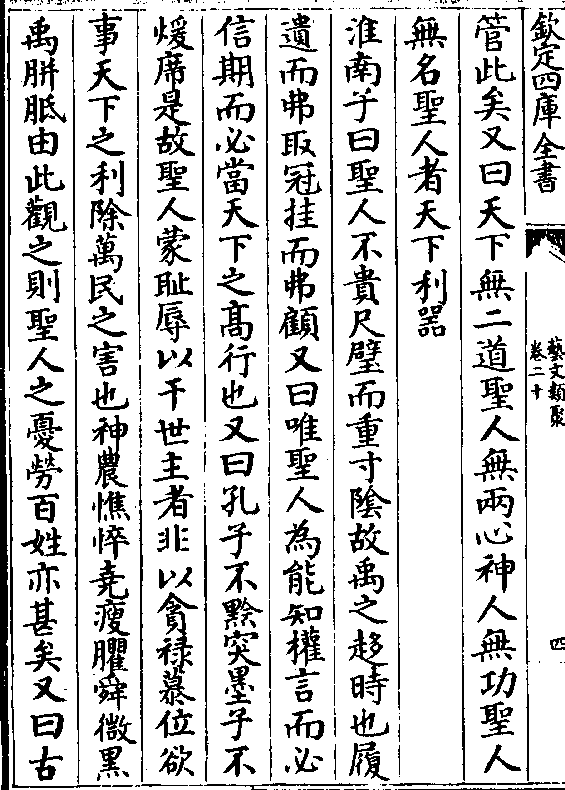 欽定四庫全書
藝文類聚
卷二十
四
管此矣又曰天下無二道聖人無兩心神人無功聖人
無名聖人者天下利器
淮南子曰聖人不貴尺璧而重寸陰故禹之趍時也履
遺而弗取冠挂而弗顧又曰唯聖人為能知權言而必
信期而必當天下之髙行也又曰孔子不黔突墨子不
煖席是故聖人蒙耻辱以干世主者非以貪禄慕位欲
事天下之利除萬民之害也神農憔悴堯瘦臞舜黴黑
禹胼胝由此觀之則聖人之憂勞百姓亦甚矣又曰古